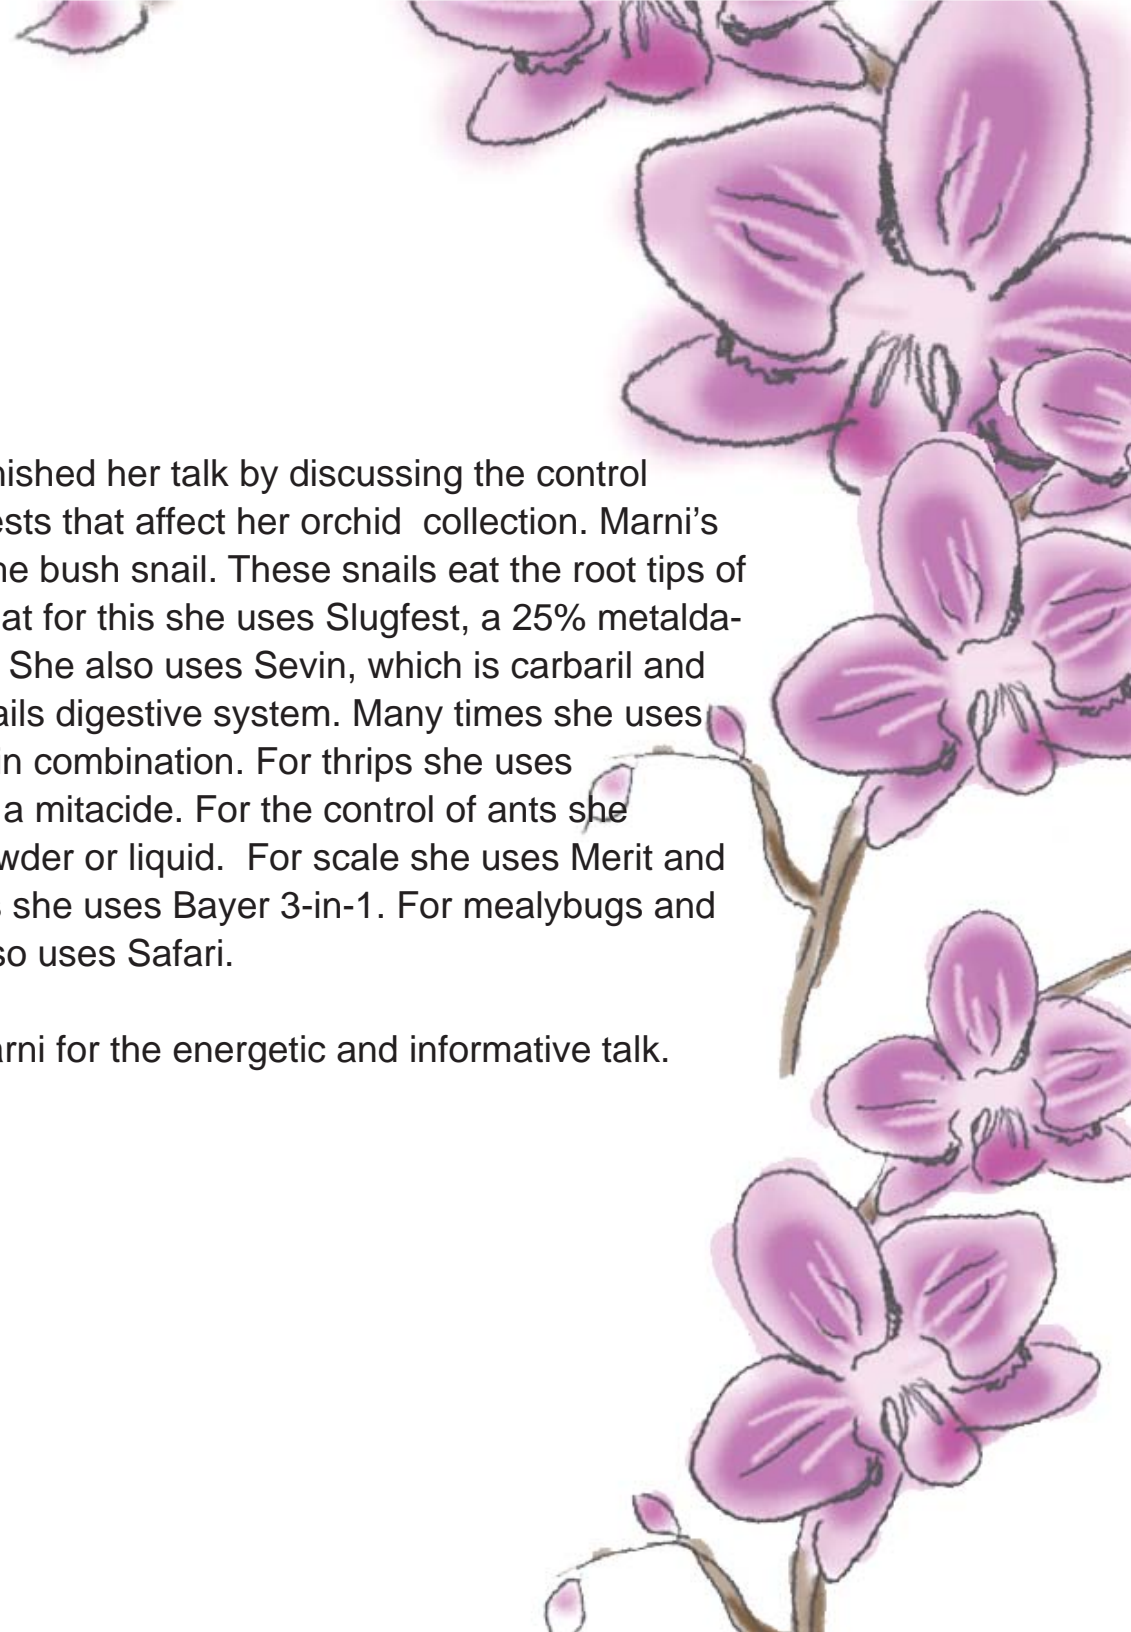 nished her talk by discussing the control
ests that affect her orchid  collection. Marni’s
he bush snail. These snails eat the root tips of
at for this she uses Slugfest, a 25% metalda-
She also uses Sevin, which is carbaril and
ails digestive system. Many times she uses
in combination. For thrips she uses
a mitacide. For the control of ants she
wder or liquid.  For scale she uses Merit and
s she uses Bayer 3-in-1. For mealybugs and
so uses Safari.
arni for the energetic and informative talk.